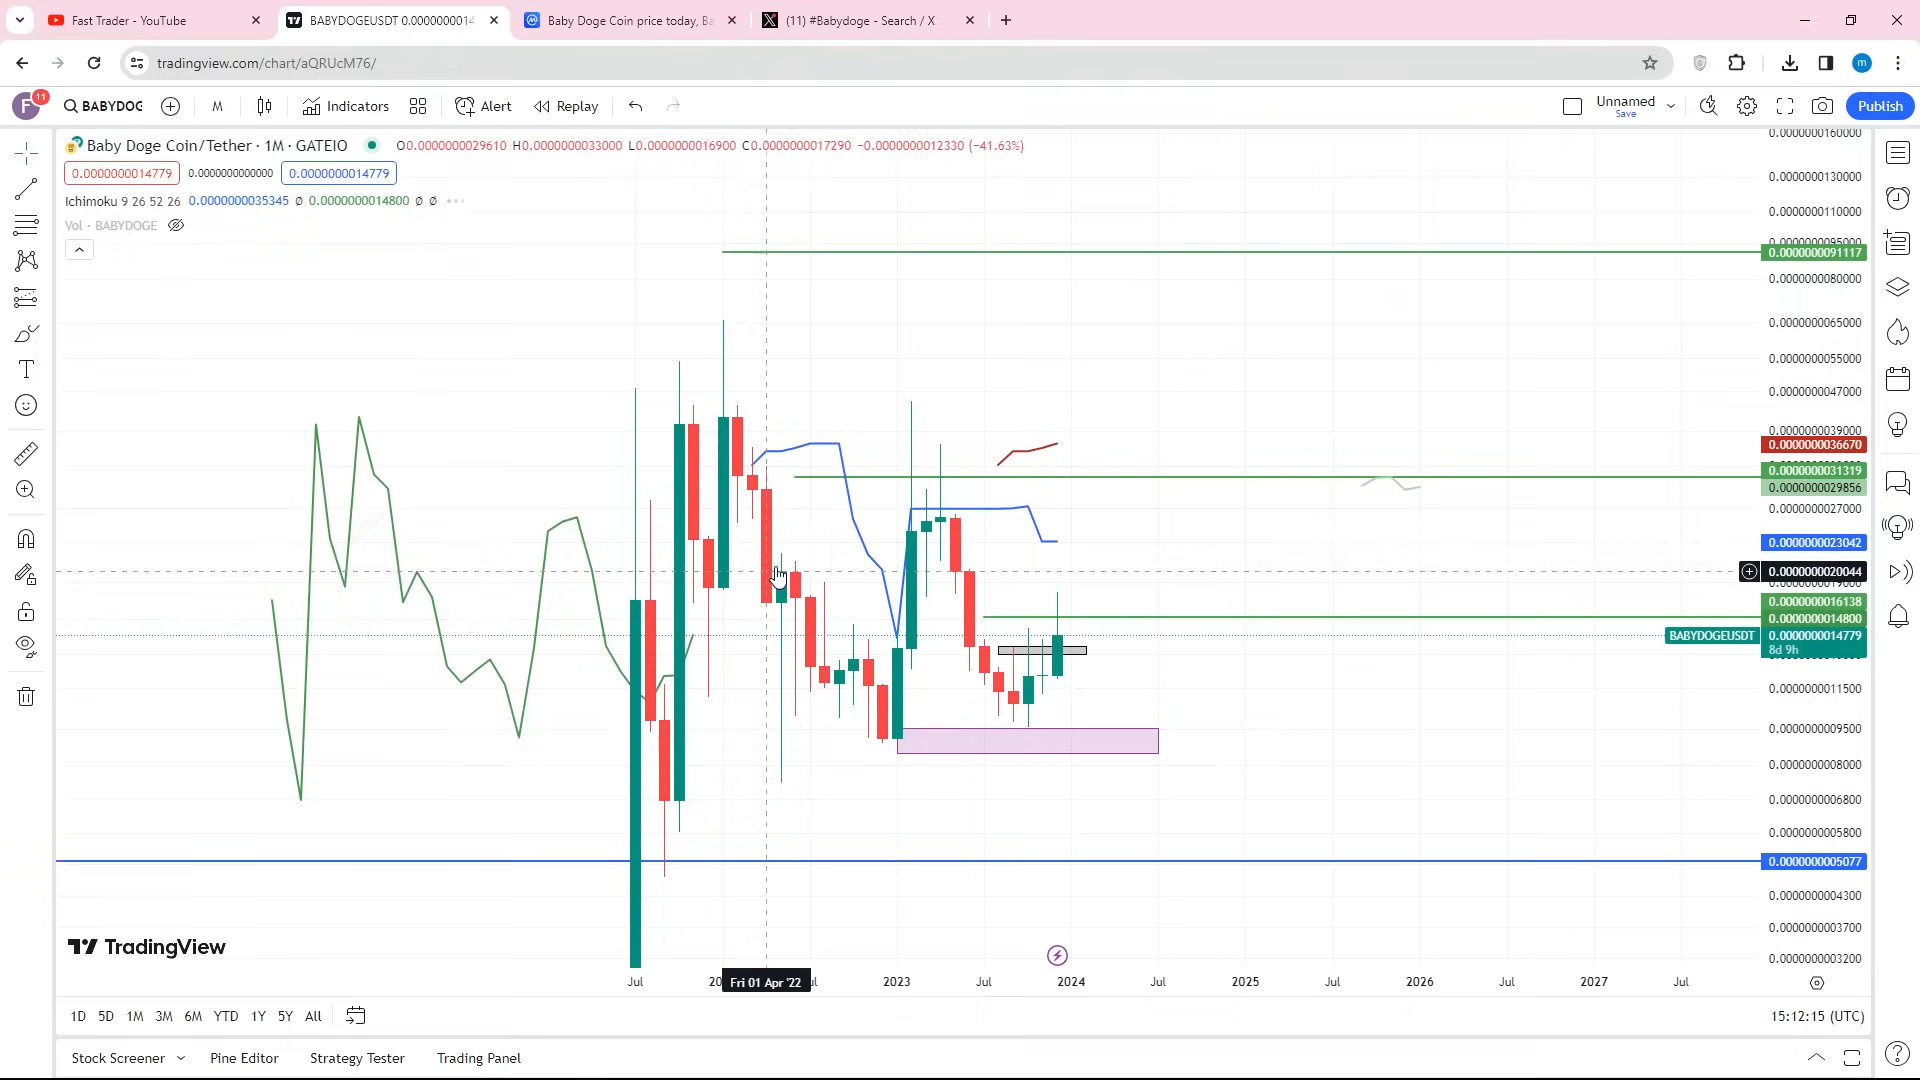 Fast Trader - YouTube
BABYDOGEUSDT 0.0000000014
Baby Doge Coin price today, Ba
(11) #Babydoge - Search / X
tradingview.com/chart/aQRUcM76/
m
F
11
BABYDOG
M
Indicators
Alert
Replay
Unnamed
Save
Publish
Baby Doge Coin/Tether · 1M · GATEIO
O0.0000000029610 H0.0000000033000 L0.0000000016900 C0.0000000017290 −0.0000000012330 (−41.63%)
0.0000000014779 0.0000000000000 0.0000000014779
Ichimoku 9 26 52 26 0.0000000035345 ø 0.0000000014800 ø ø
Vol · BABYDOGE
0.0000000160000
0.0000000130000
0.0000000110000
0.0000000095000
0.0000000091117
0.0000000080000
0.0000000065000
0.0000000055000
0.0000000047000
0.0000000039000
0.0000000036670
0.0000000031319
0.0000000029856
0.0000000027000
0.0000000023042
0.0000000020044
0.0000000019000
0.0000000016138
0.0000000014800
BABYDOGEUSDT 0.0000000014779
8d 9h
0.0000000011500
0.0000000009500
0.0000000008000
0.0000000006800
0.0000000005800
0.0000000005077
0.0000000004300
0.0000000003700
0.0000000003200
TradingView
Jul 20 Fri 01 Apr '22 ul 2023 Jul 2024 Jul 2025 Jul 2026 Jul 2027 Jul
1D 5D 1M 3M 6M YTD 1Y 5Y All
15:12:15 (UTC)
Stock Screener Pine Editor Strategy Tester Trading Panel